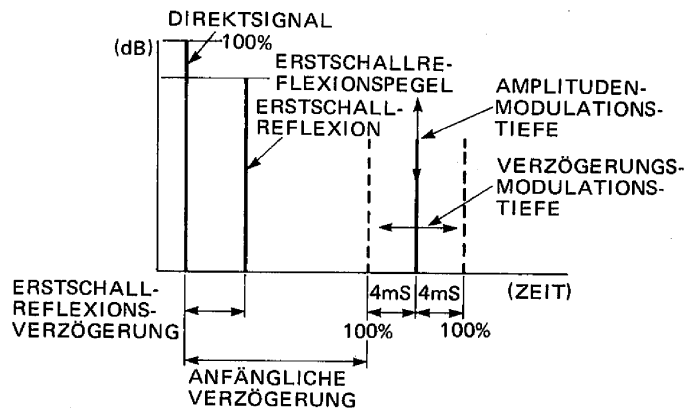 DIREKTSIGNAL
(dB)
100%
ERSTSCHALLRE-
FLEXIONSPEGEL
ERSTSCHALL-
REFLEXION
AMPLITUDEN-
MODULATIONS-
TIEFE
VERZÖGERUNGS-
MODULATIONS-
TIEFE
ERSTSCHALL-
REFLEXIONS-
VERZÖGERUNG
4mS
4mS
(ZEIT)
100%
100%
ANFÄNGLICHE
VERZÖGERUNG